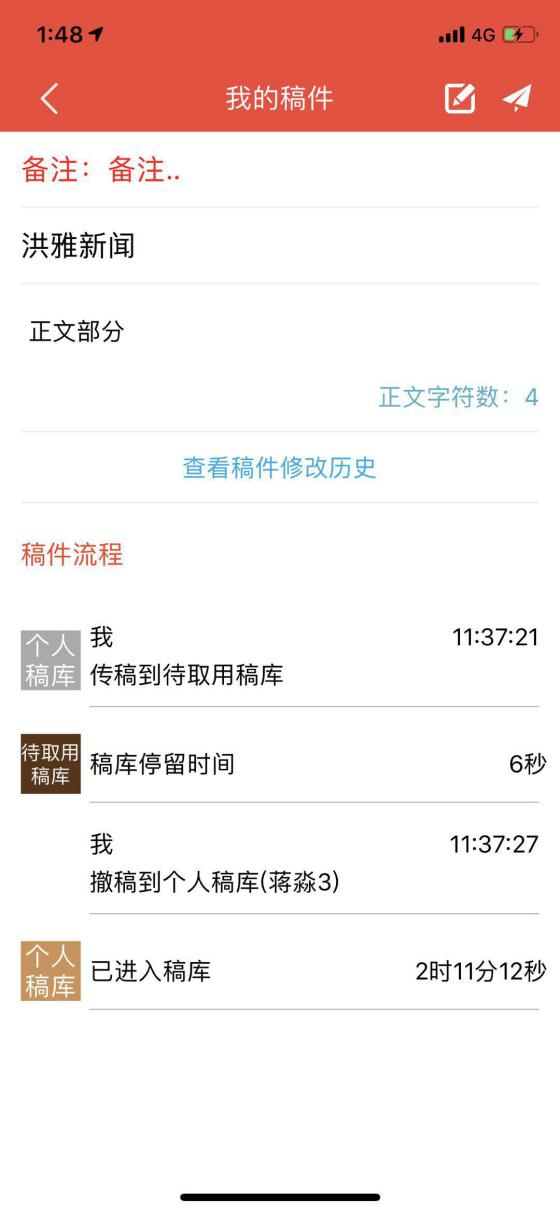 1:48
4G
我的稿件
备注：备注..
洪雅新闻
正文部分
正文字符数：4
查看稿件修改历史
稿件流程
个人
稿库
我
11:37:21
传稿到待取用稿库
待取用
稿库
稿库停留时间
6秒
我
11:37:27
撤稿到个人稿库(蒋淼3)
个人
稿库
已进入稿库
2时11分12秒